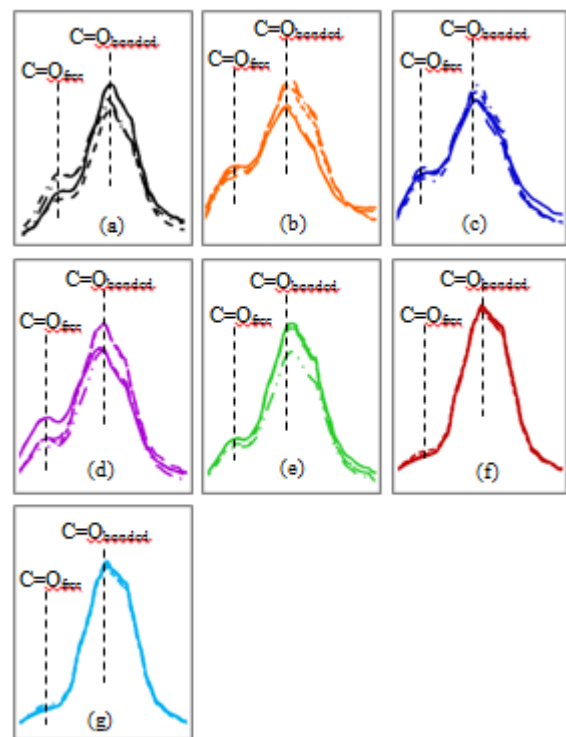 C=Obonded
C=Ofree
(a)
C=Obonded
C=Ofree
(b)
C=Obonded
C=Ofree
(c)
C=Obonded
C=Ofree
(d)
C=Obonded
C=Ofree
(e)
C=Obonded
C=Ofree
(f)
C=Obonded
C=Ofree
(g)